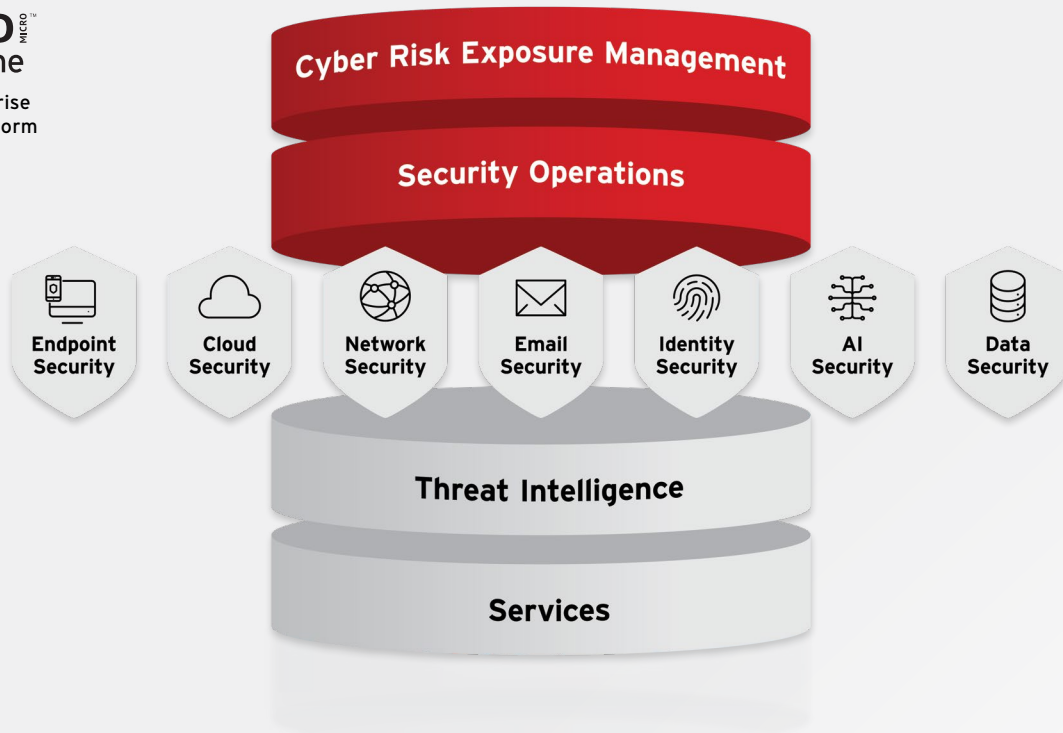 MICRO
Cyber Risk Exposure Management
Security Operations
Endpoint
Security
Cloud
Security
Network
Security
Email
Security
Identity
Security
AI
Security
Data
Security
Threat Intelligence
Services